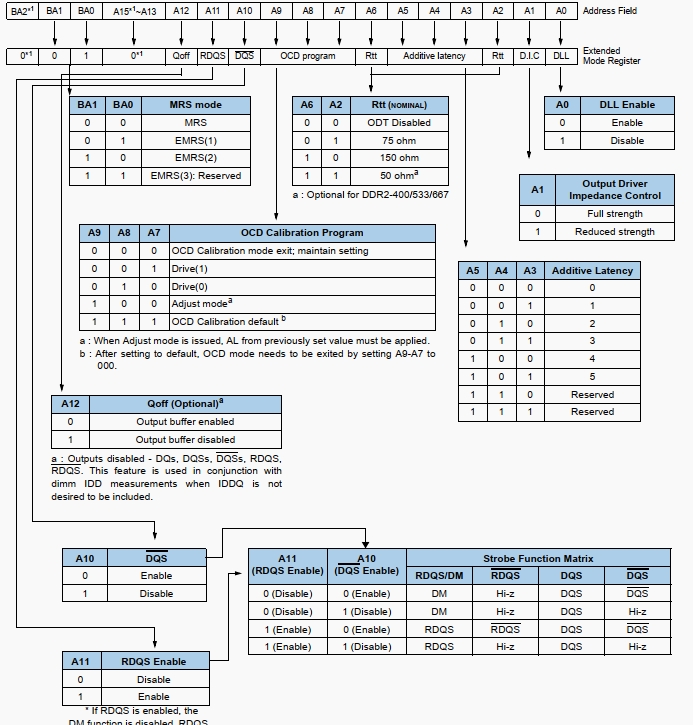 BA2*1 BA1 BA0 A15*1~A13 A12 A11 A10 A9 A8 A7 A6 A5 A4 A3 A2 A1 A0 Address Field
0*1 0 1 0*1 Qoff RDQS DQS OCD program Rtt Additive latency Rtt D.I.C DLL Extended Mode Register
BA1 BA0 MRS mode
0 0 MRS
0 1 EMRS(1)
1 0 EMRS(2)
1 1 EMRS(3): Reserved
A6 A2 Rtt (NOMINAL)
0 0 ODT Disabled
0 1 75 ohm
1 0 150 ohm
1 1 50 ohma
a : Optional for DDR2-400/533/667
A0 DLL Enable
0 Enable
1 Disable
A1 Output Driver Impedance Control
0 Full strength
1 Reduced strength
A9 A8 A7 OCD Calibration Program
0 0 0 OCD Calibration mode exit; maintain setting
0 0 1 Drive(1)
0 1 0 Drive(0)
1 0 0 Adjust modea
1 1 1 OCD Calibration default b
a : When Adjust mode is issued, AL from previously set value must be applied.
b : After setting to default, OCD mode needs to be exited by setting A9-A7 to
000.
A5 A4 A3 Additive Latency
0 0 0 0
0 0 1 1
0 1 0 2
0 1 1 3
1 0 0 4
1 0 1 5
1 1 0 Reserved
1 1 1 Reserved
A12 Qoff (Optional)a
0 Output buffer enabled
1 Output buffer disabled
a : Outputs disabled - DQs, DQSs, DQSs, RDQS,
RDQS. This feature is used in conjunction with
dimm IDD measurements when IDDQ is not
desired to be included.
A10 DQS
0 Enable
1 Disable
A11 (RDQS Enable) A10 (DQS Enable) Strobe Function Matrix
RDQS/DM RDQS DQS DQS
0 (Disable) 0 (Enable) DM Hi-z DQS DQS
0 (Disable) 1 (Disable) DM Hi-z DQS Hi-z
1 (Enable) 0 (Enable) RDQS RDQS DQS DQS
1 (Enable) 1 (Disable) RDQS Hi-z DQS Hi-z
A11 RDQS Enable
0 Disable
1 Enable
* If RDQS is enabled, the
DM function is disabled. RDQS